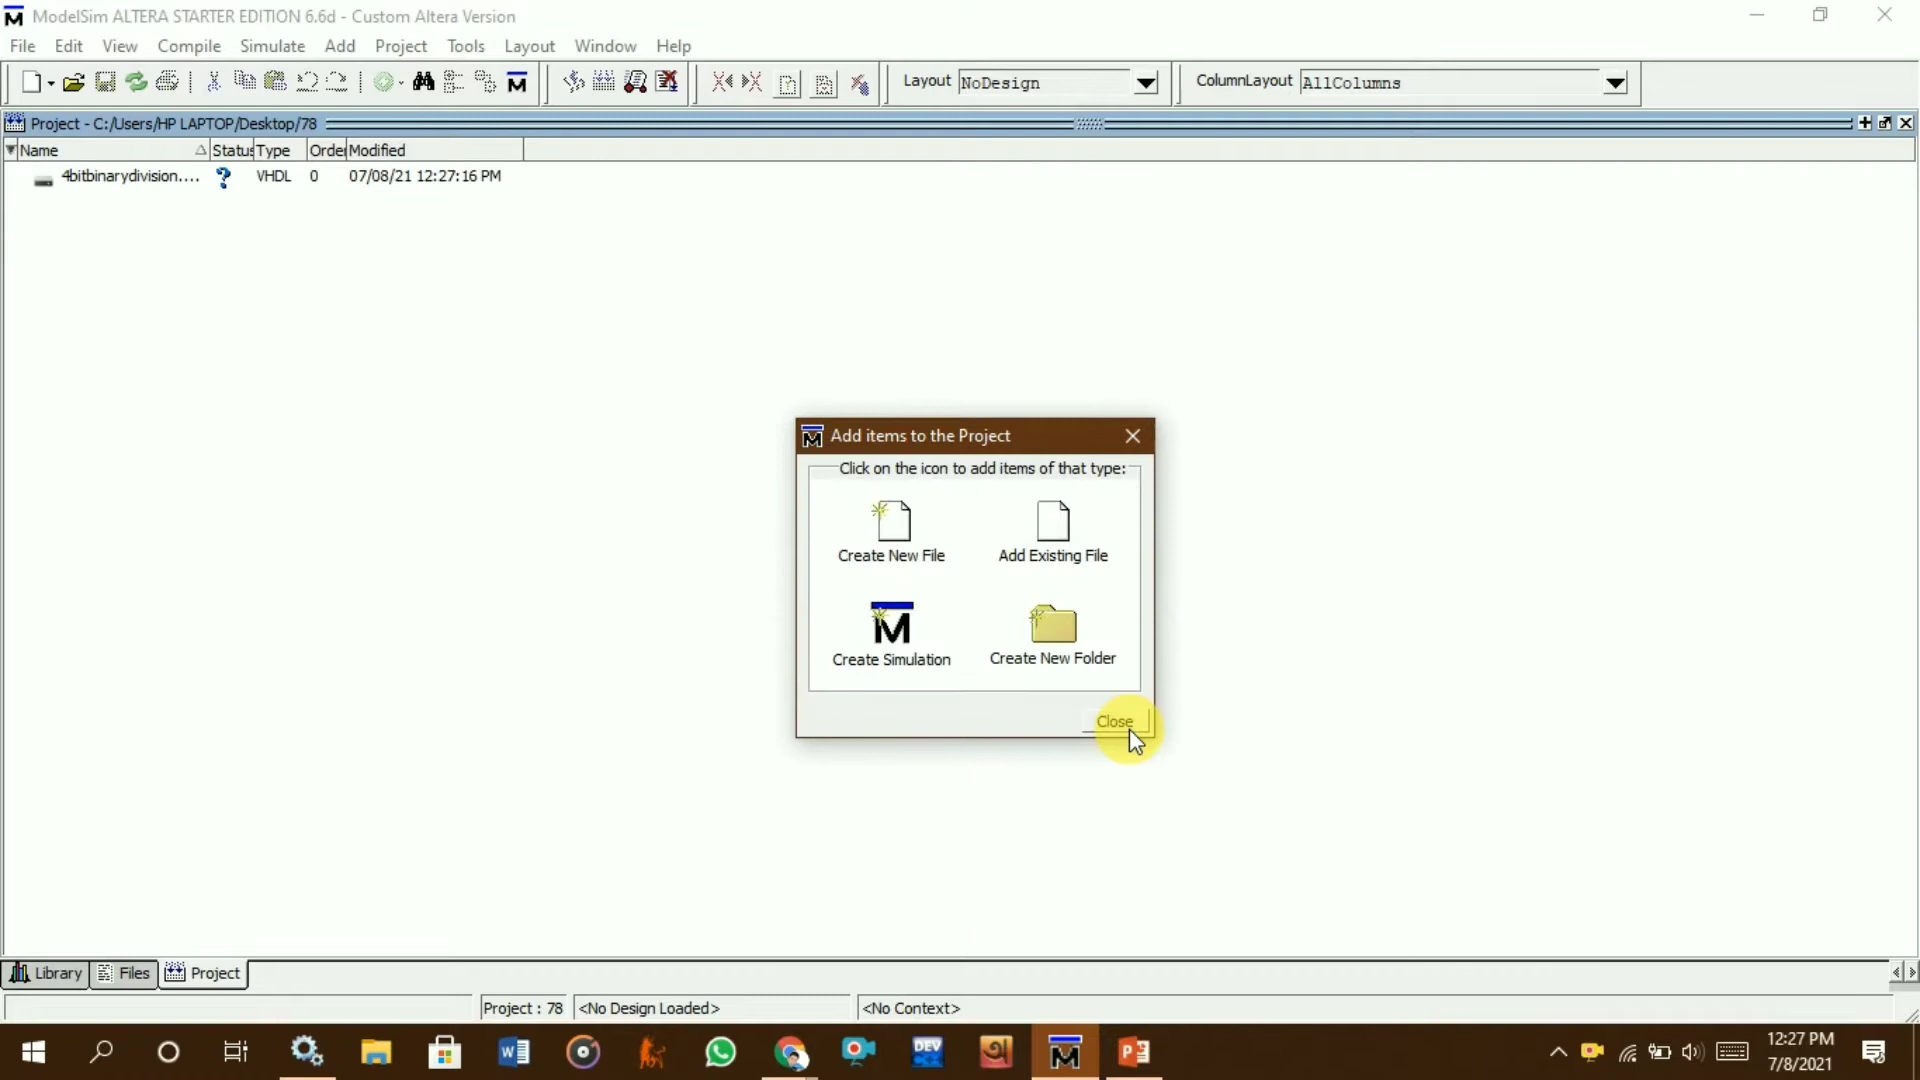 ModelSim ALTERA STARTER EDITION 6.6d - Custom Altera Version
File Edit View Compile Simulate Add Project Tools Layout Window Help
Layout NoDesign ColumnLayout AllColumns
Project - C:/Users/HP LAPTOP/Desktop/78
Name Status Type Order Modified
4bitbinarydivision.... ? VHDL 0 07/08/21 12:27:16 PM
Add items to the Project
Click on the icon to add items of that type:
Create New File Add Existing File
Create Simulation Create New Folder
Close
Library Files Project
Project : 78 <No Design Loaded> <No Context>
DEV
12:27 PM
7/8/2021